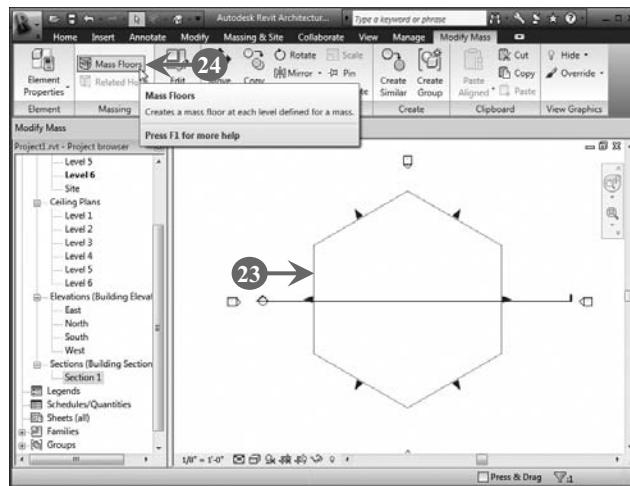 Autodesk Revit Architectur...
Type a keyword or phrase
Home Insert Annotate Modify Massing & Site Collaborate View Manage Modify Mass
Element Properties
Mass Floors
24
Related Ho
Edit
Move
Copy
Rotate
Scale
Mirror
Pin
Create Similar
Create Group
Paste Aligned
Cut
Copy
Paste
Hide
Override
Element
Massing
Create
Clipboard
View Graphics
Mass Floors
Creates a mass floor at each level defined for a mass.
Press F1 for more help
Modify Mass
Project1.rvt - Project browser
Level 5
Level 6
Site
Ceiling Plans
Level 1
Level 2
Level 3
Level 4
Level 5
Level 6
Elevations (Building Eleva
East
North
South
West
Sections (Building Section
Section 1
Legends
Schedules/Quantities
Sheets (all)
Families
Groups
23
1/8" = 1'-0"
Press & Drag
:1